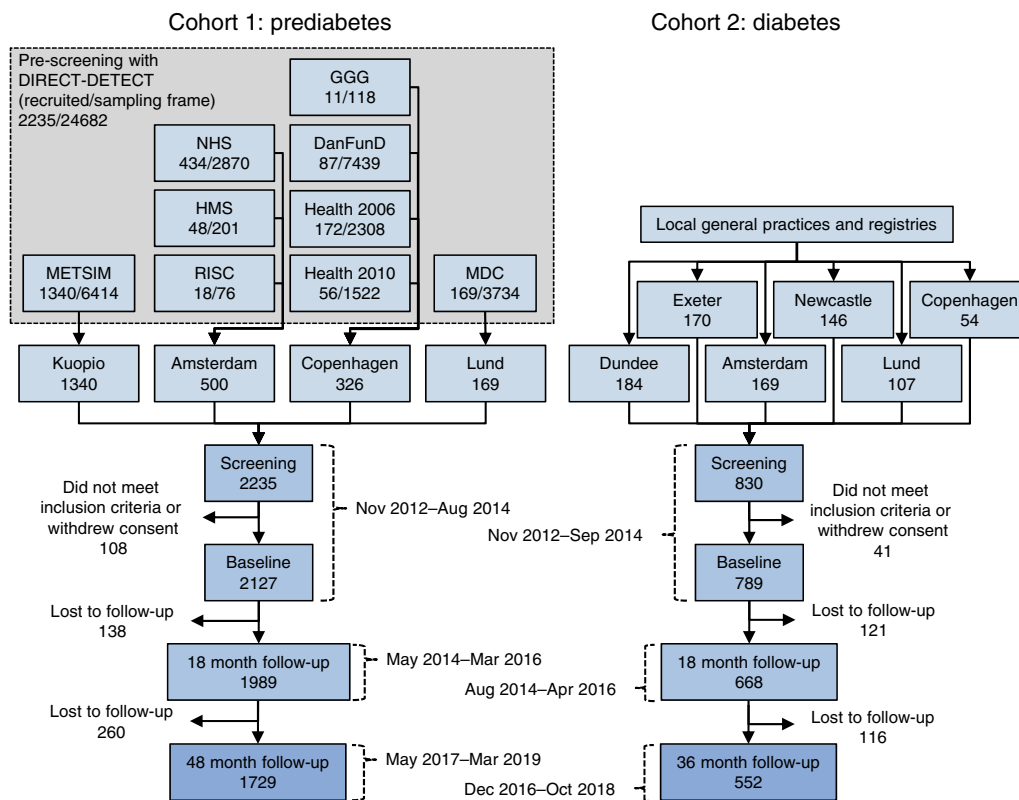 Cohort 1: prediabetes
Pre-screening with
DIRECT-DETECT
(recruited/sampling frame)
2235/24682
GGG
11/118
NHS
434/2870
DanFunD
87/7439
HMS
48/201
Health 2006
172/2308
METSIM
1340/6414
RISC
18/76
Health 2010
56/1522
MDC
169/3734
Kuopio
1340
Amsterdam
500
Copenhagen
326
Lund
169
Screening
2235
Did not meet
inclusion criteria or
withdrew consent
108
Nov 2012–Aug 2014
Baseline
2127
Lost to follow-up
138
18 month follow-up
1989
May 2014–Mar 2016
Lost to follow-up
260
48 month follow-up
1729
May 2017–Mar 2019
Cohort 2: diabetes
Local general practices and registries
Exeter
170
Newcastle
146
Copenhagen
54
Dundee
184
Amsterdam
169
Lund
107
Screening
830
Did not meet
inclusion criteria or
withdrew consent
41
Nov 2012–Sep 2014
Baseline
789
Lost to follow-up
121
18 month follow-up
668
Aug 2014–Apr 2016
Lost to follow-up
116
36 month follow-up
552
Dec 2016–Oct 2018